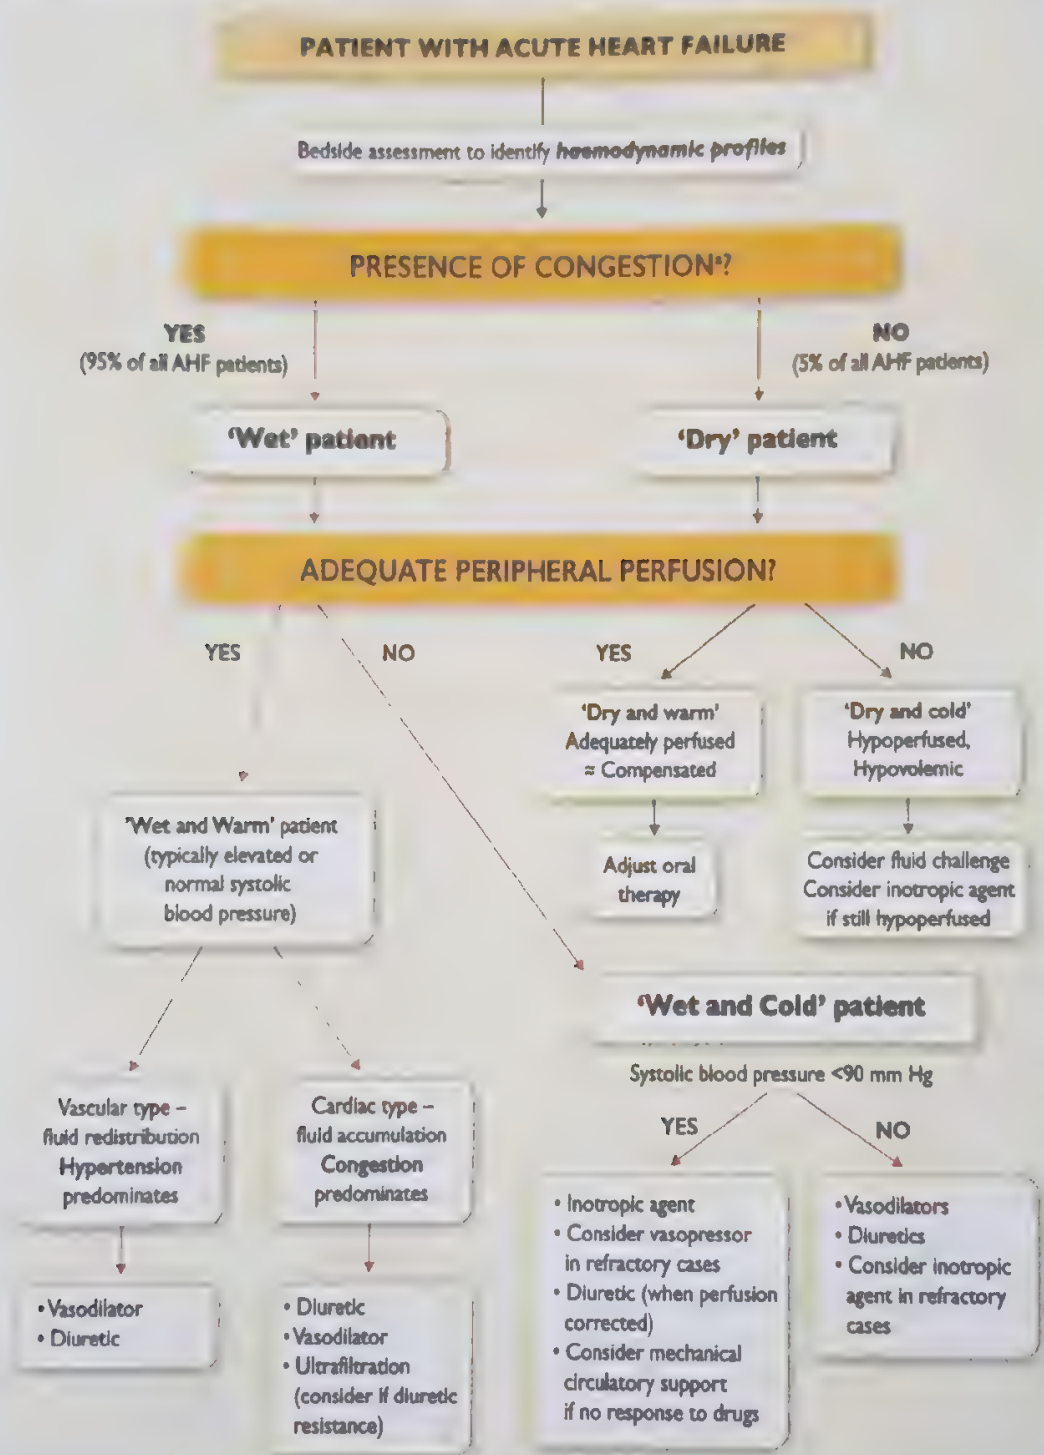 PATIENT WITH ACUTE HEART FAILURE
Bedside assessment to identify haemodynamic profiles
PRESENCE OF CONGESTIONª?
YES
(95% of all AHF patients)
NO
(5% of all AHF patients)
'Wet' patient
'Dry' patient
ADEQUATE PERIPHERAL PERFUSION?
YES
NO
YES
NO
'Dry and warm'
Adequately perfused
≈ Compensated
'Dry and cold'
Hypoperfused,
Hypovolemic
'Wet and Warm' patient
(typically elevated or
normal systolic
blood pressure)
Adjust oral
therapy
Consider fluid challenge
Consider inotropic agent
if still hypoperfused
'Wet and Cold' patient
Systolic blood pressure <90 mm Hg
Vascular type –
fluid redistribution
Hypertension
predominates
Cardiac type –
fluid accumulation
Congestion
predominates
YES
NO
• Vasodilator
• Diuretic
• Diuretic
• Vasodilator
• Ultrafiltration
(consider if diuretic
resistance)
• Inotropic agent
• Consider vasopressor
in refractory cases
• Diuretic (when perfusion
corrected)
• Consider mechanical
circulatory support
if no response to drugs
• Vasodilators
• Diuretics
• Consider inotropic
agent in refractory
cases